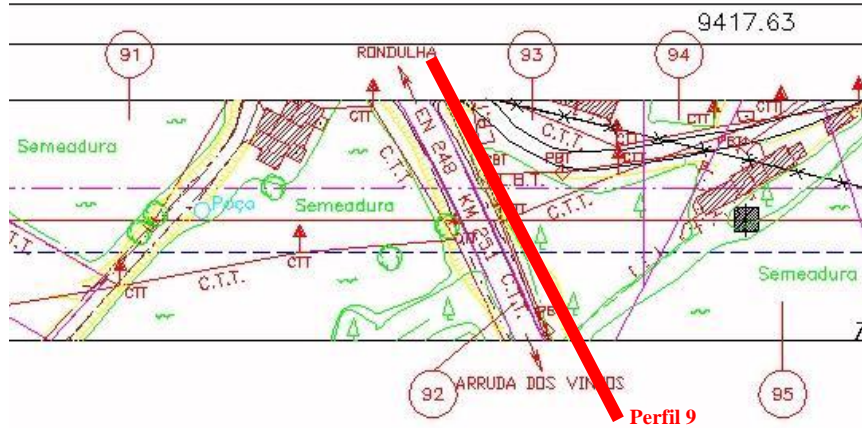 9417.63
91
RONDULHA
93
94
CTT
CTT
CTT
C.T.T.
Semeadura
EN 248 KM 25.1
C.T.T.
PBT
PBT
B.T.
C.T.T.
Semeadura
Poço
CTT
CTT
C.T.T.
C.T.T.
Semeadura
92
ARRUDA DOS VINHOS
95
Perfil 9